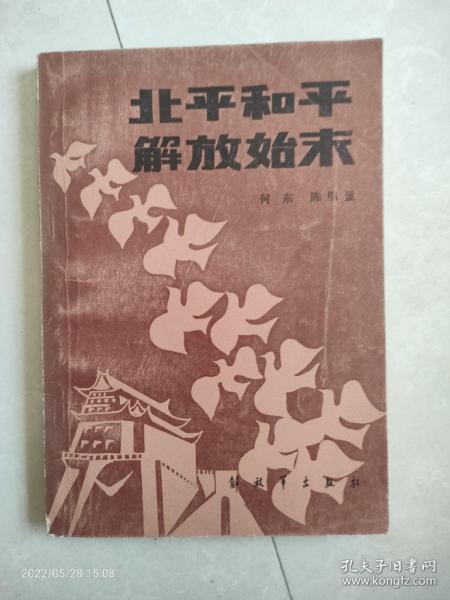 北平和平
解放始末
何东 陈明显
解放军出版社
2022/05/28 15:08
孔夫子旧书网
www.kongfz.com